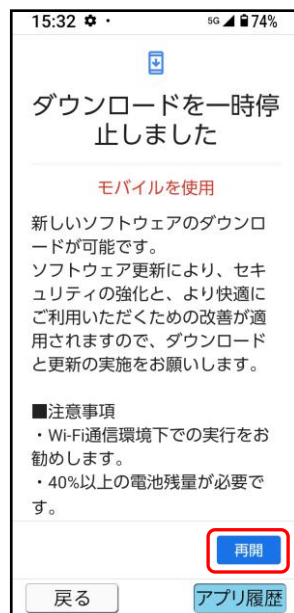 15:32
5G 74%
ダウンロードを一時停
止しました
モバイルを使用
新しいソフトウェアのダウンロ
ードが可能です。
ソフトウェア更新により、セキ
ュリティの強化と、より快適に
ご利用いただくための改善が適
用されますので、ダウンロード
と更新の実施をお願いします。
■注意事項
・Wi-Fi通信環境下での実行をお
勧めします。
・40%以上の電池残量が必要で
す。
再開
戻る
アプリ履歴